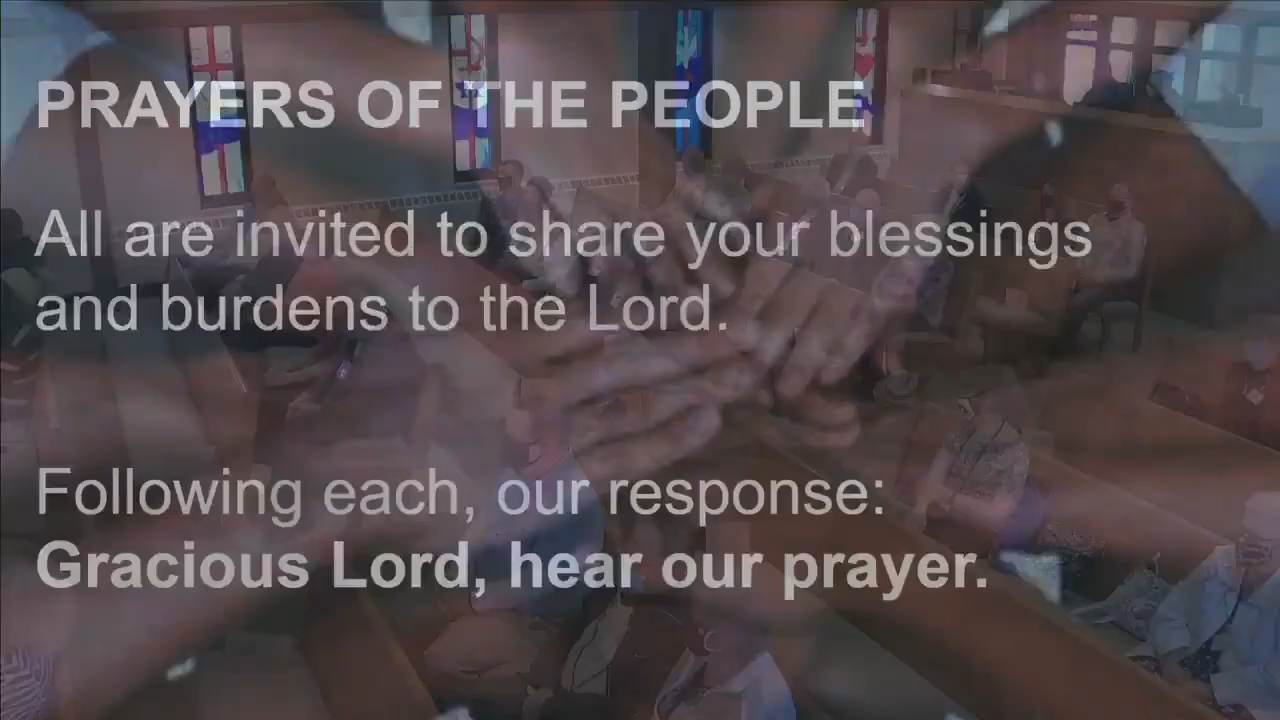 PRAYERS OF THE PEOPLE
All are invited to share your blessings
and burdens to the Lord.
Following each, our response:
Gracious Lord, hear our prayer.